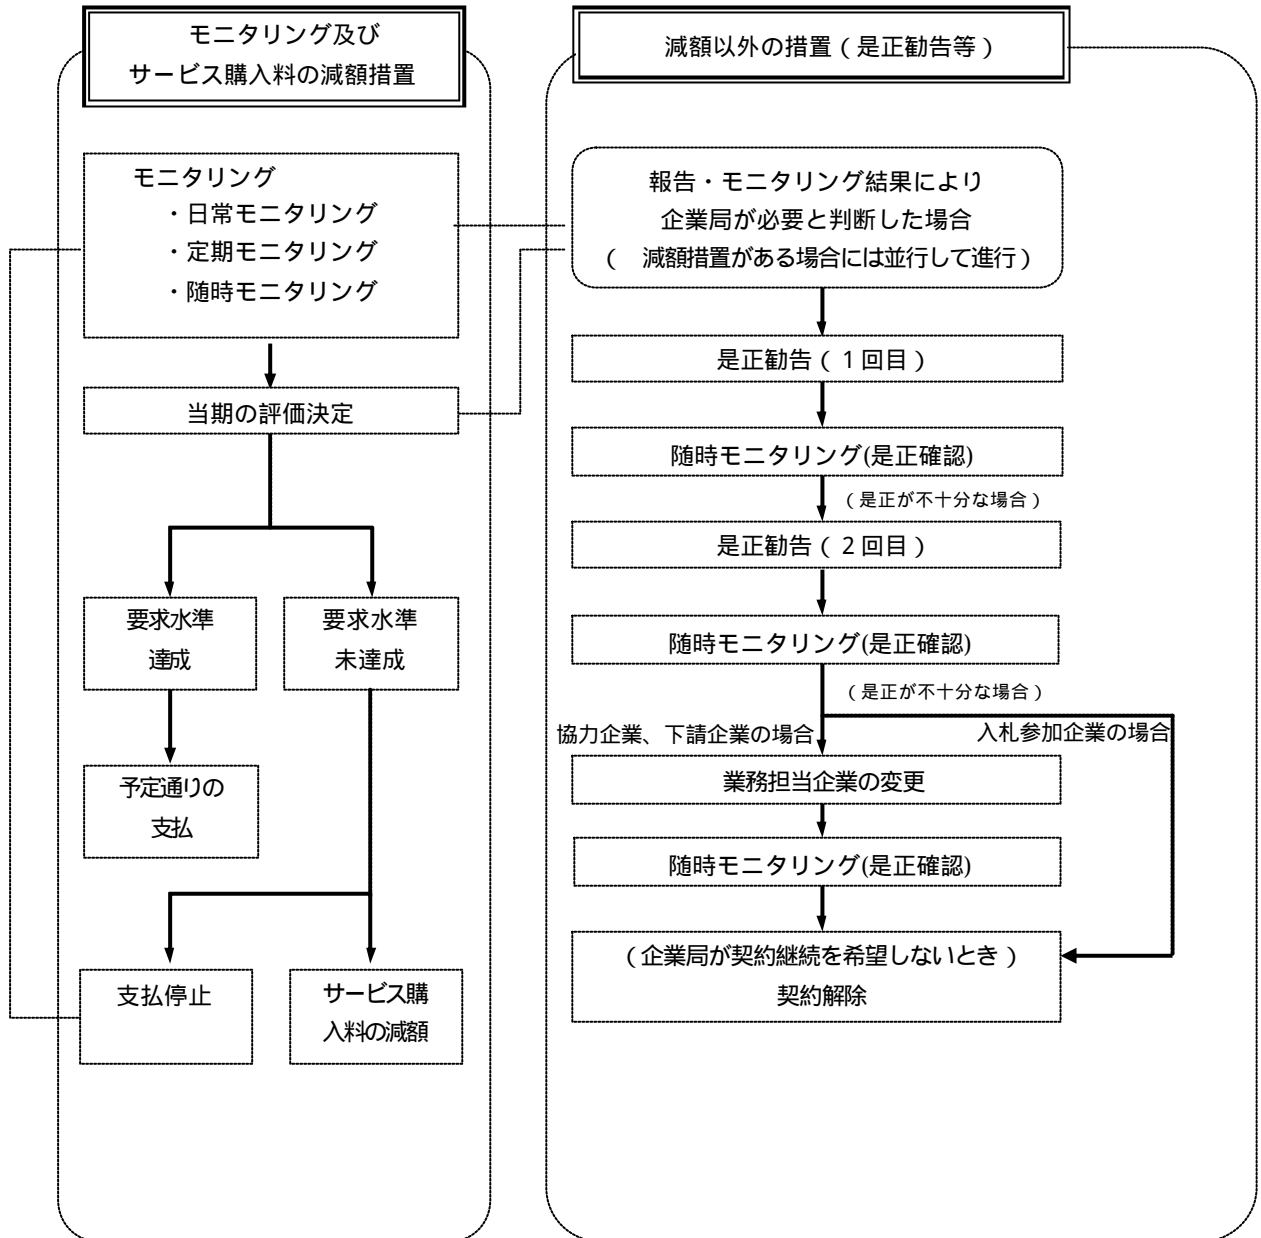 モニタリング及び
サービス購入料の減額措置
モニタリング
・日常モニタリング
・定期モニタリング
・随時モニタリング
当期の評価決定
要求水準
達成
要求水準
未達成
予定通りの
支払
支払停止
サービス購
入料の減額
減額以外の措置(是正勧告等)
報告・モニタリング結果により
企業局が必要と判断した場合
( 減額措置がある場合には並行して進行)
是正勧告(1回目)
随時モニタリング(是正確認)
(是正が不十分な場合)
是正勧告(2回目)
随時モニタリング(是正確認)
(是正が不十分な場合)
協力企業、下請企業の場合
入札参加企業の場合
業務担当企業の変更
随時モニタリング(是正確認)
(企業局が契約継続を希望しないとき)
契約解除